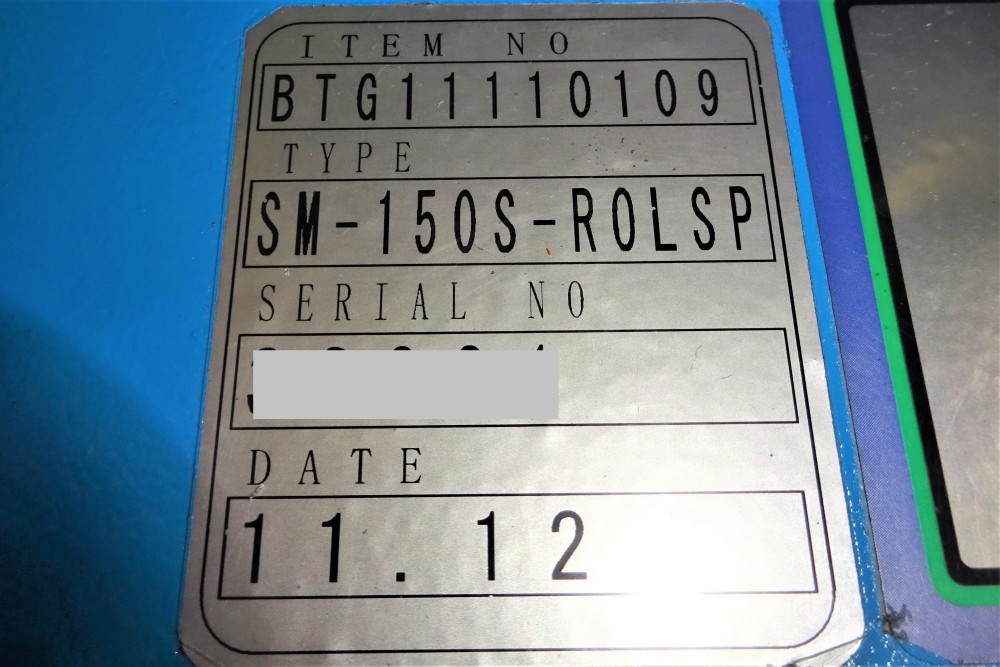 ITEM NO
BTG11110109
TYPE
SM-150S-ROLSP
SERIAL NO
DATE
11.12